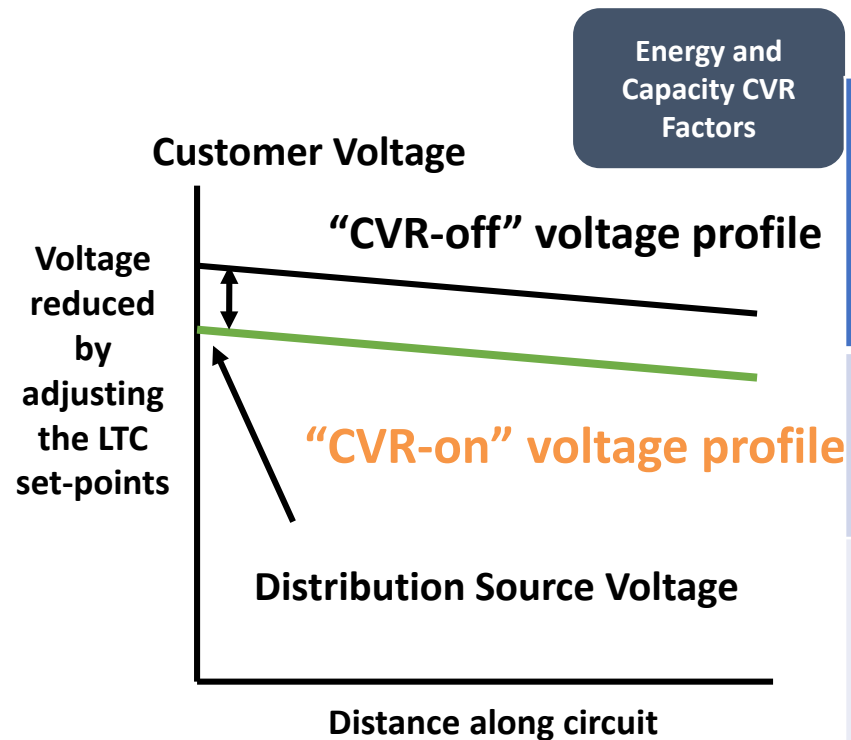 Energy and
Capacity CVR
Factors
Customer Voltage
“CVR-off” voltage profile
Voltage
reduced
by
adjusting
the LTC
set-points
“CVR-on” voltage profile
Distribution Source Voltage
Distance along circuit